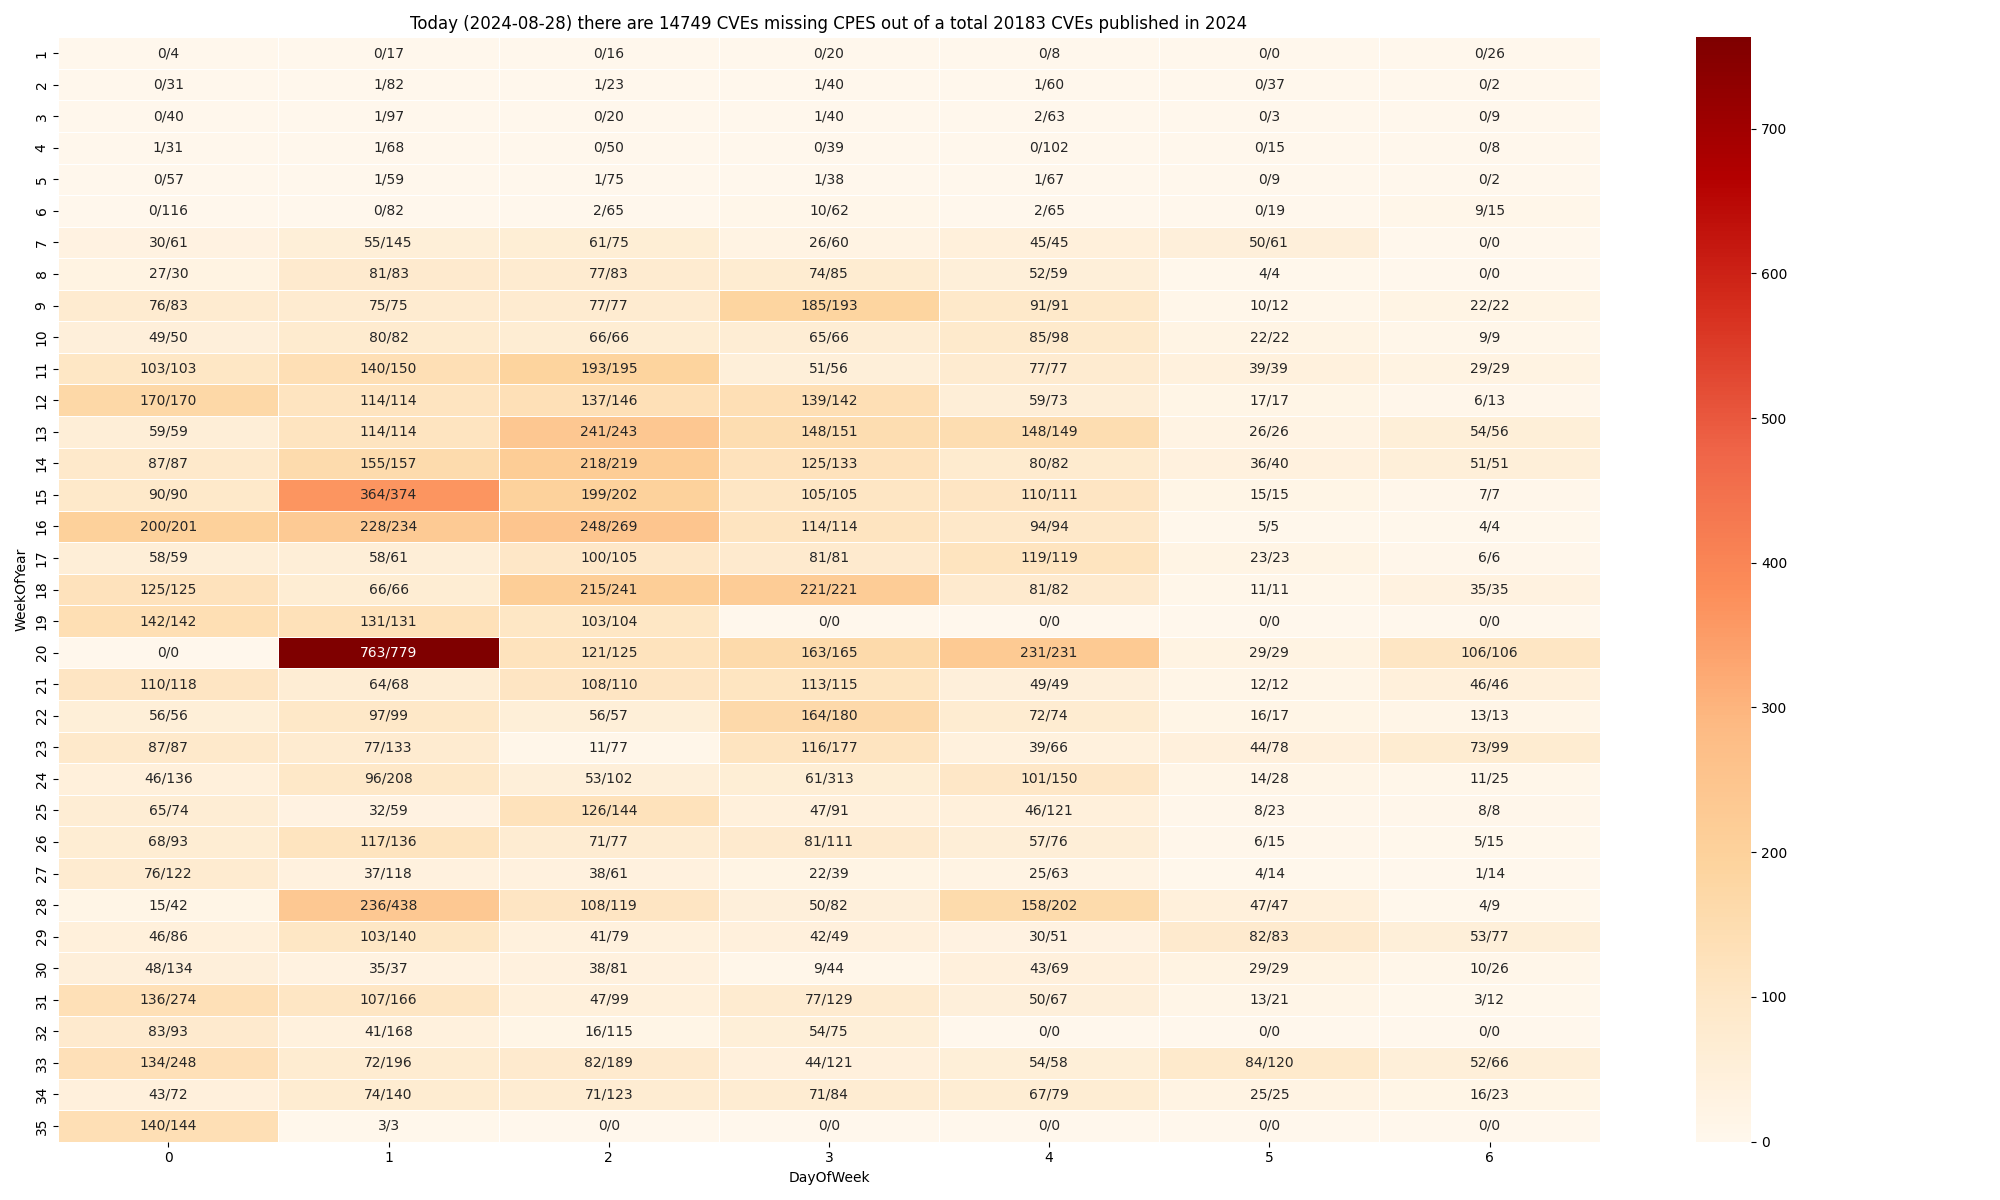 Today (2024-08-28) there are 14749 CVEs missing CPES out of a total 20183 CVEs published in 2024
1 0/4 0/17 0/16 0/20 0/8 0/0 0/26
2 0/31 1/82 1/23 1/40 1/60 0/37 0/2
3 0/40 1/97 0/20 1/40 2/63 0/3 0/9
4 1/31 1/68 0/50 0/39 0/102 0/15 0/8
5 0/57 1/59 1/75 1/38 1/67 0/9 0/2
6 0/116 0/82 2/65 10/62 2/65 0/19 9/15
7 30/61 55/145 61/75 26/60 45/45 50/61 0/0
8 27/30 81/83 77/83 74/85 52/59 4/4 0/0
9 76/83 75/75 77/77 185/193 91/91 10/12 22/22
10 49/50 80/82 66/66 65/66 85/98 22/22 9/9
11 103/103 140/150 193/195 51/56 77/77 39/39 29/29
12 170/170 114/114 137/146 139/142 59/73 17/17 6/13
13 59/59 114/114 241/243 148/151 148/149 26/26 54/56
14 87/87 155/157 218/219 125/133 80/82 36/40 51/51
15 90/90 364/374 199/202 105/105 110/111 15/15 7/7
16 200/201 228/234 248/269 114/114 94/94 5/5 4/4
17 58/59 58/61 100/105 81/81 119/119 23/23 6/6
18 125/125 66/66 215/241 221/221 81/82 11/11 35/35
19 142/142 131/131 103/104 0/0 0/0 0/0 0/0
20 0/0 763/779 121/125 163/165 231/231 29/29 106/106
21 110/118 64/68 108/110 113/115 49/49 12/12 46/46
22 56/56 97/99 56/57 164/180 72/74 16/17 13/13
23 87/87 77/133 11/77 116/177 39/66 44/78 73/99
24 46/136 96/208 53/102 61/313 101/150 14/28 11/25
25 65/74 32/59 126/144 47/91 46/121 8/23 8/8
26 68/93 117/136 71/77 81/111 57/76 6/15 5/15
27 76/122 37/118 38/61 22/39 25/63 4/14 1/14
28 15/42 236/438 108/119 50/82 158/202 47/47 4/9
29 46/86 103/140 41/79 42/49 30/51 82/83 53/77
30 48/134 35/37 38/81 9/44 43/69 29/29 10/26
31 136/274 107/166 47/99 77/129 50/67 13/21 3/12
32 83/93 41/168 16/115 54/75 0/0 0/0 0/0
33 134/248 72/196 82/189 44/121 54/58 84/120 52/66
34 43/72 74/140 71/123 71/84 67/79 25/25 16/23
35 140/144 3/3 0/0 0/0 0/0 0/0 0/0
0 1 2 3 4 5 6
DayOfWeek
WeekOfYear
700
600
500
400
300
200
100
0